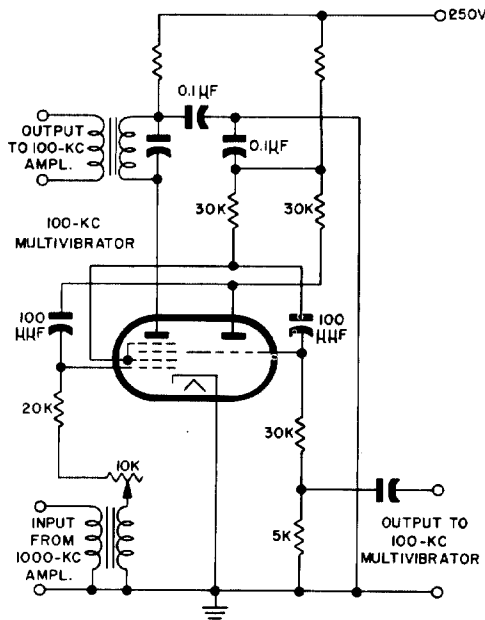 250V
0.1µF
OUTPUT
TO 100-KC
AMPL.
0.1µF
30K
30K
100-KC
MULTIVIBRATOR
100
µµF
100
µµF
20K
30K
10K
INPUT
FROM
1000-KC
AMPL.
5K
OUTPUT TO
100-KC
MULTIVIBRATOR